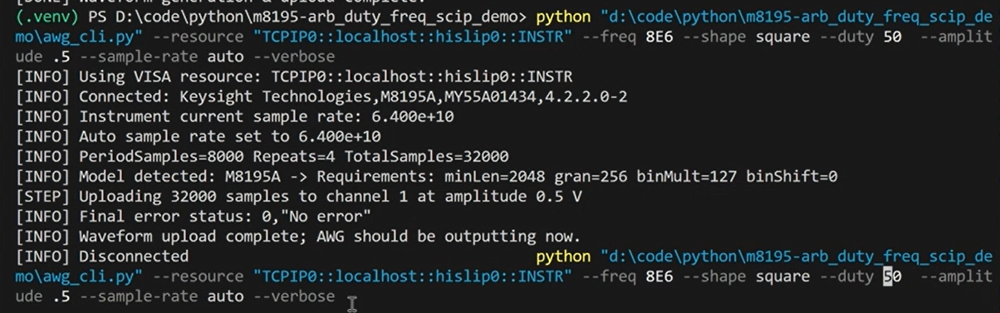 (.venv) PS D:\code\python\m8195-arb_duty_freq_scip_demo> python "d:\code\python\m8195-arb_duty_freq_scip_de
mo\awg_cli.py" --resource "TCPIP0::localhost::hislip0::INSTR" --freq 8E6 --shape square --duty 50  --amplit
ude .5 --sample-rate auto --verbose
[INFO] Using VISA resource: TCPIP0::localhost::hislip0::INSTR
[INFO] Connected: Keysight Technologies,M8195A,MY55A01434,4.2.2.0-2
[INFO] Instrument current sample rate: 6.400e+10
[INFO] Auto sample rate set to 6.400e+10
[INFO] PeriodSamples=8000 Repeats=4 TotalSamples=32000
[INFO] Model detected: M8195A -> Requirements: minLen=2048 gran=256 binMult=127 binShift=0
[STEP] Uploading 32000 samples to channel 1 at amplitude 0.5 V
[INFO] Final error status: 0,"No error"
[INFO] Waveform upload complete; AWG should be outputting now.
[INFO] Disconnected python "d:\code\python\m8195-arb_duty_freq_scip_de
mo\awg_cli.py" --resource "TCPIP0::localhost::hislip0::INSTR" --freq 8E6 --shape square --duty 50  --amplit
ude .5 --sample-rate auto --verbose